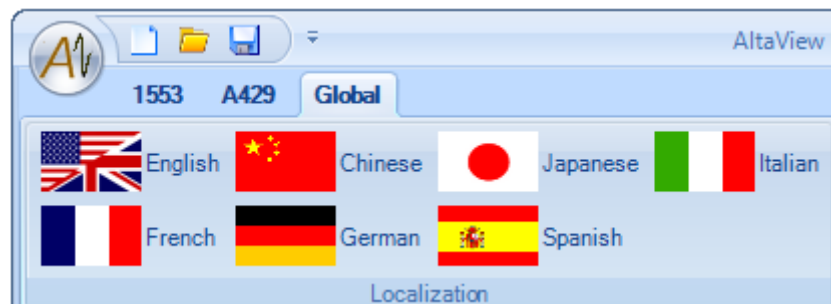 AltaView
1553 A429 Global
English Chinese Japanese Italian
French German Spanish
Localization